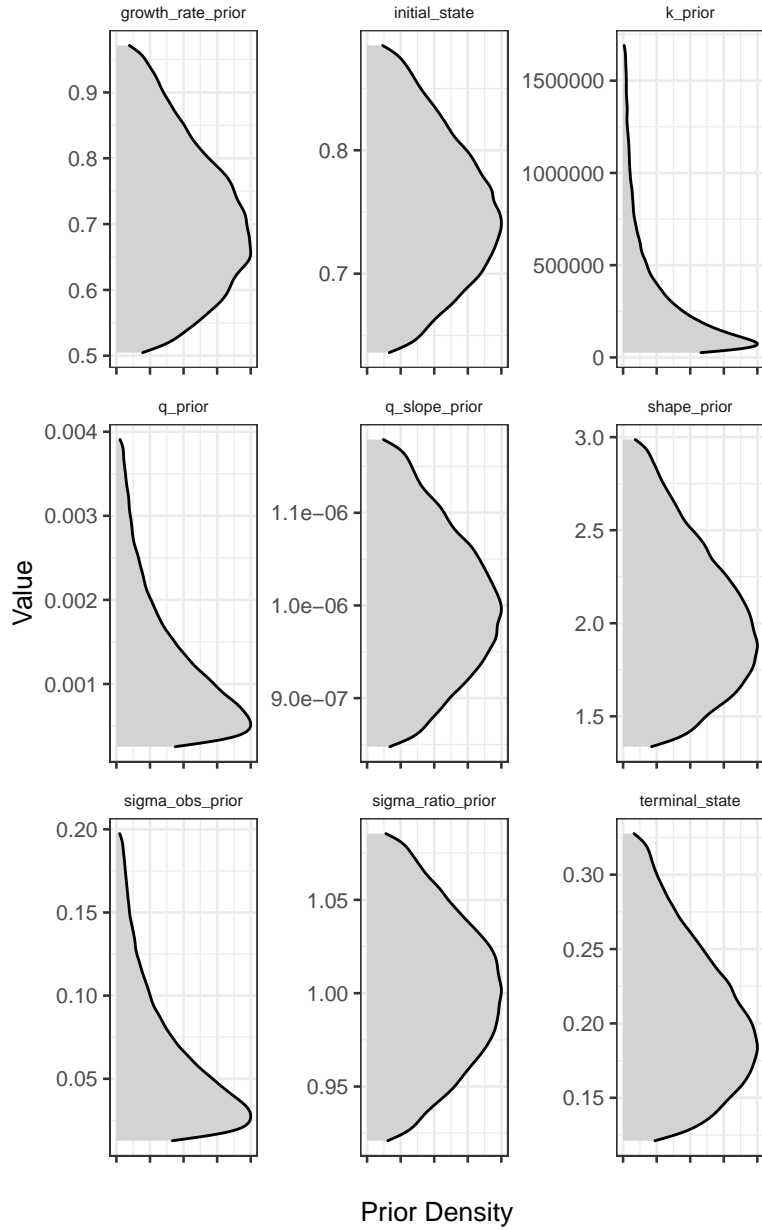 growth_rate_prior
initial_state
k_prior
0.9
0.8
0.7
0.6
0.5
0.8
0.7
1500000
1000000
500000
0
q_prior
q_slope_prior
shape_prior
0.004
0.003
0.002
0.001
1.1e-06
1.0e-06
9.0e-07
3.0
2.5
2.0
1.5
Value
sigma_obs_prior
sigma_ratio_prior
terminal_state
0.20
0.15
0.10
0.05
1.05
1.00
0.95
0.30
0.25
0.20
0.15
Prior Density